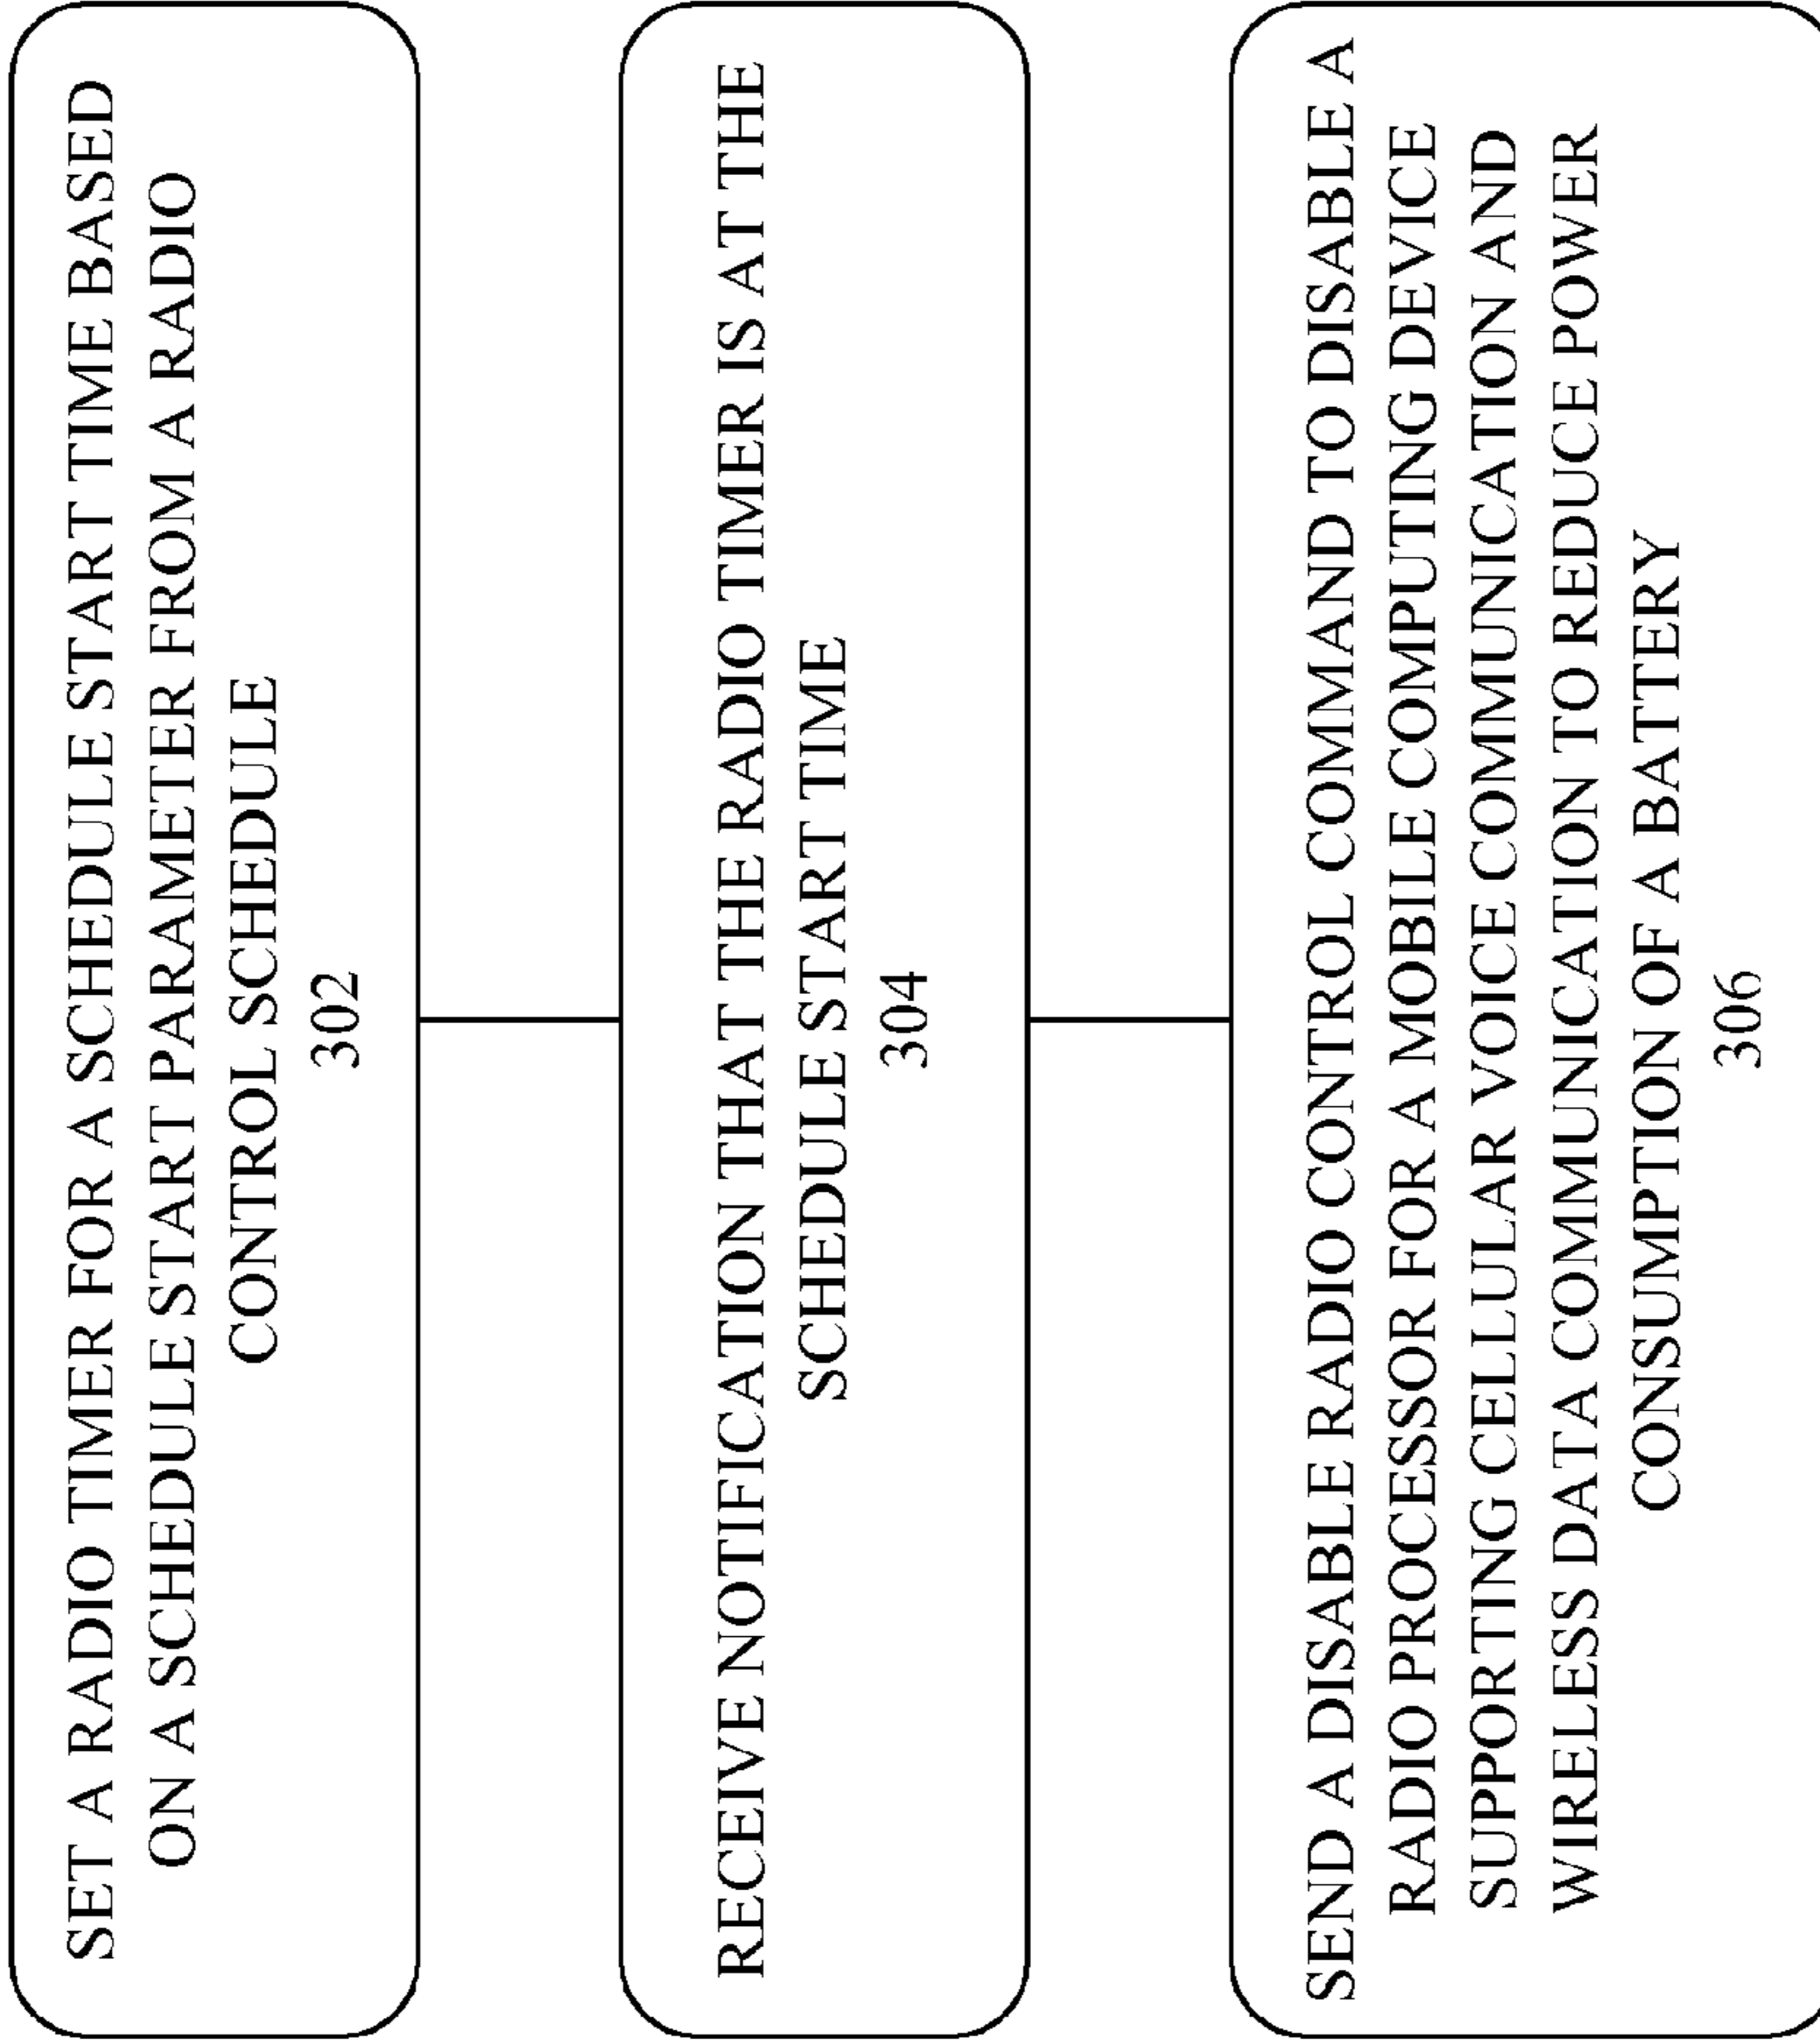 SET A RADIO TIMER FOR A SCHEDULE START TIME BASED
ON A SCHEDULE START PARAMETER FROM A RADIO
CONTROL SCHEDULE
302
RECEIVE NOTIFICATION THAT THE RADIO TIMER IS AT THE
SCHEDULE START TIME
304
SEND A DISABLE RADIO CONTROL COMMAND TO DISABLE A
RADIO PROCESSOR FOR A MOBILE COMPUTING DEVICE
SUPPORTING CELLULAR VOICE COMMUNICATION AND
WIRELESS DATA COMMUNICATION TO REDUCE POWER
CONSUMPTION OF A BATTERY
306